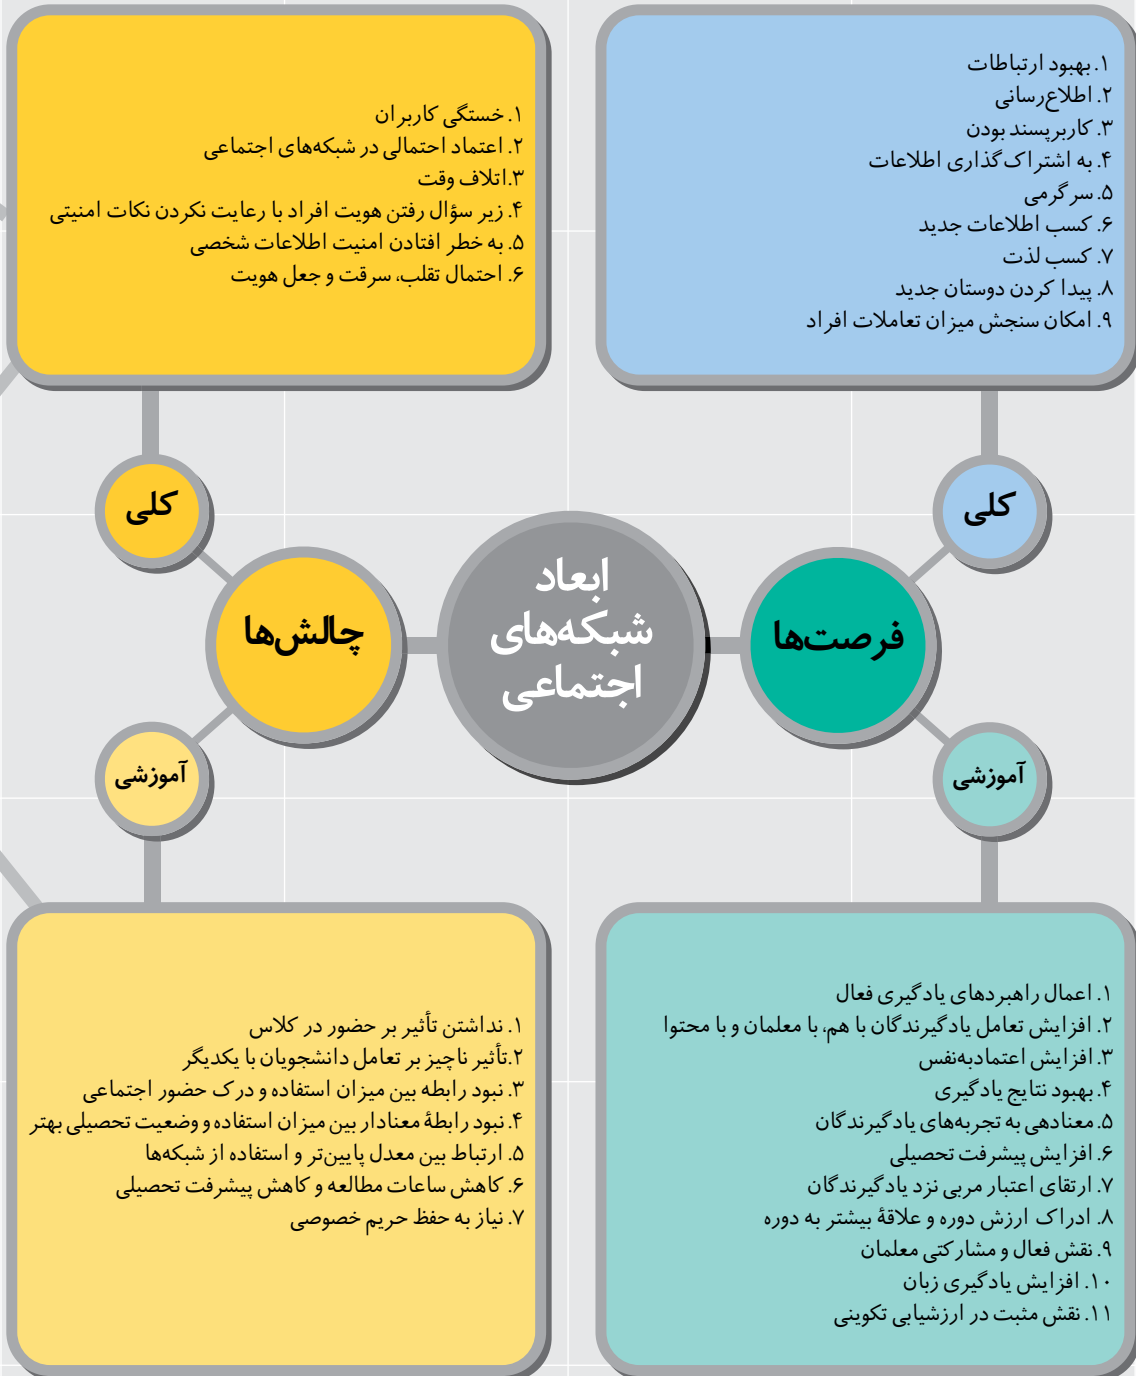 ۱. بهبود ارتباطات
۲. اطلاع‌رسانی
۳. کاربرپسند بودن
۴. به اشتراک‌گذاری اطلاعات
۵. سرگرمی
۶. کسب اطلاعات جدید
۷. کسب لذت
۸. پیدا کردن دوستان جدید
۹. امکان سنجش میزان تعاملات افراد
۱. خستگی کاربران
۲. اعتماد احتمالی در شبکه‌های اجتماعی
۳.اتلاف وقت
۴. زیر سؤال رفتن هویت افراد با رعایت نکردن نکات امنیتی
۵. به خطر افتادن امنیت اطلاعات شخصی
۶. احتمال تقلب، سرقت و جعل هویت
کلی
کلی
فرصت‌ها
ابعاد
شبکه‌های
اجتماعی
چالش‌ها
آموزشی
آموزشی
۱. اعمال راهبردهای یادگیری فعال
۲. افزایش تعامل یادگیرندگان با هم، با معلمان و با محتوا
۳. افزایش اعتمادبه‌نفس
۴. بهبود نتایج یادگیری
۵. معنادهی به تجربه‌های یادگیرندگان
۶. افزایش پیشرفت تحصیلی
۷. ارتقای اعتبار مربی نزد یادگیرندگان
۸. ادراک ارزش دوره و علاقهٔ بیشتر به دوره
۹. نقش فعال و مشارکتی معلمان
۱۰. افزایش یادگیری زبان
۱۱. نقش مثبت در ارزشیابی تکوینی
۱. نداشتن تأثیر بر حضور در کلاس
۲.تأثیر ناچیز بر تعامل دانشجویان با یکدیگر
۳. نبود رابطه بین میزان استفاده و درک حضور اجتماعی
۴. نبود رابطهٔ معنادار بین میزان استفاده و وضعیت تحصیلی بهتر
۵. ارتباط بین معدل پایین‌تر و استفاده از شبکه‌ها
۶. کاهش ساعات مطالعه و کاهش پیشرفت تحصیلی
۷. نیاز به حفظ حریم خصوصی